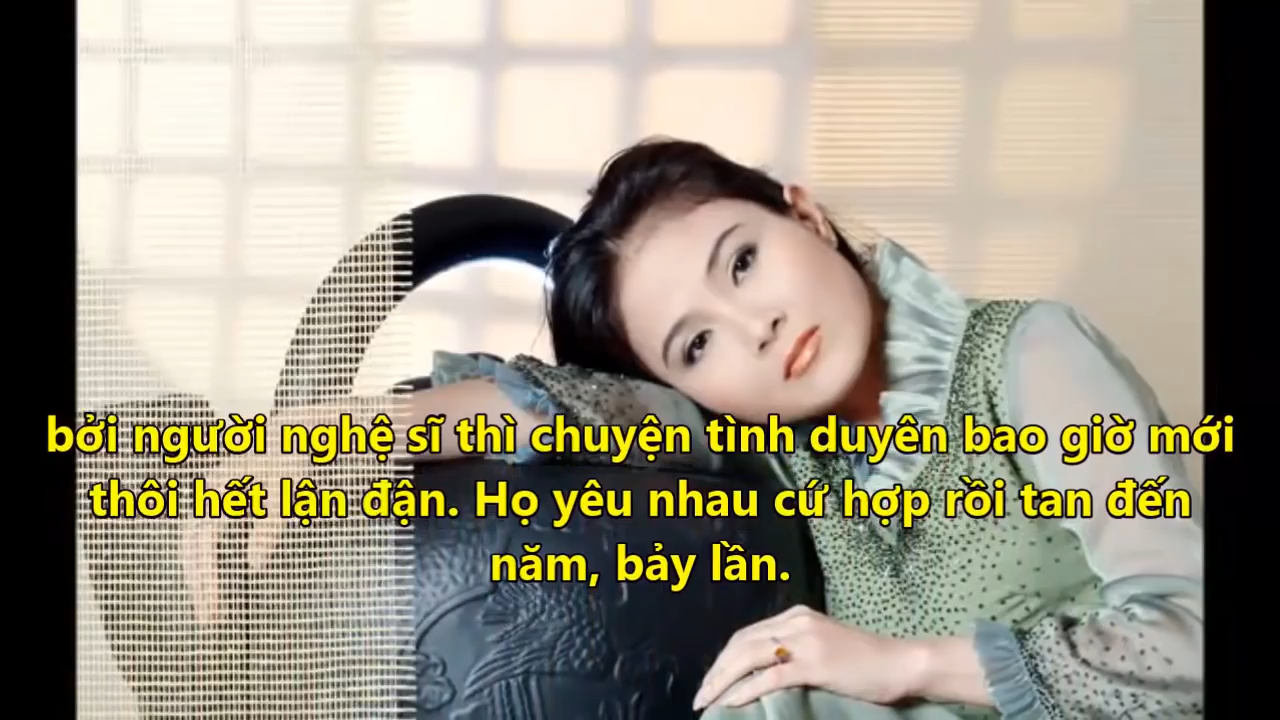 bởi người nghệ sĩ thì chuyện tình duyên bao giờ mới
thôi hết lận đận. Họ yêu nhau cứ hợp rồi tan đến
năm, bảy lần.